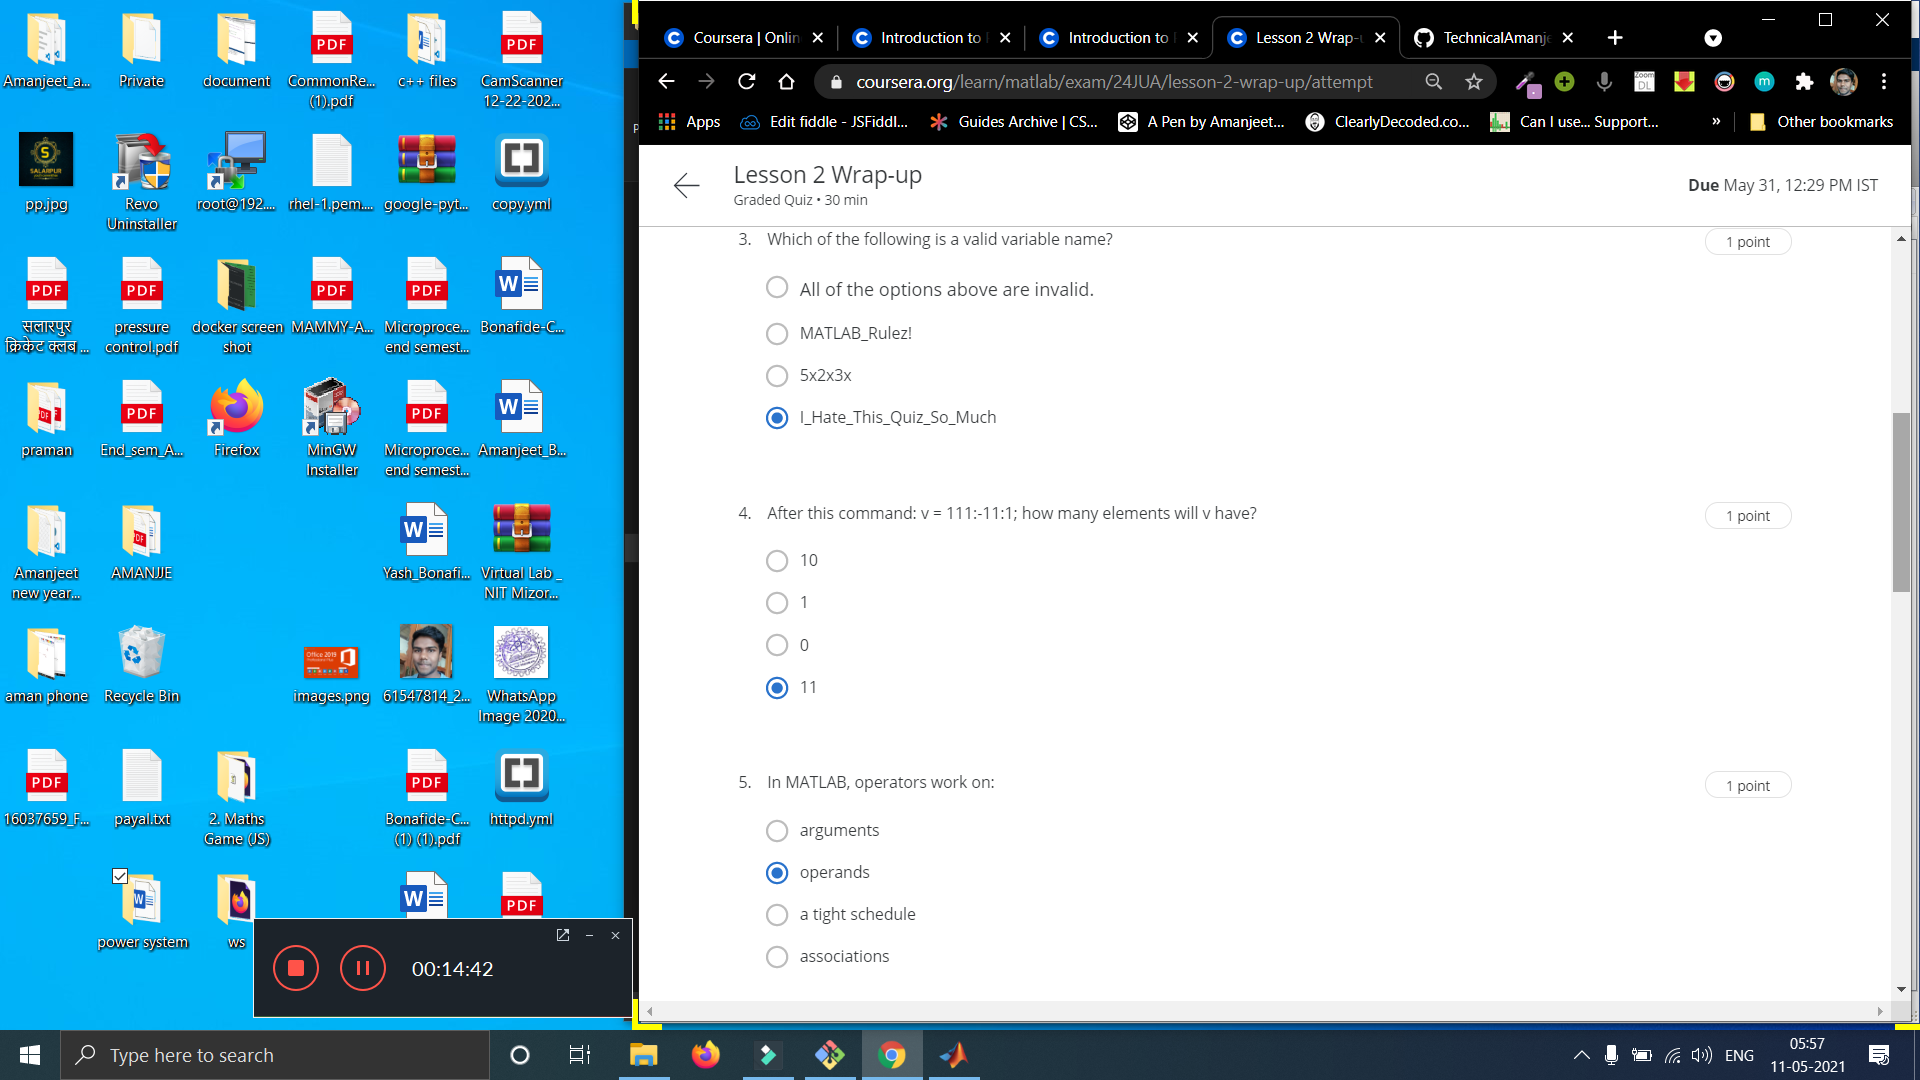 Amanjeet_a...
Private
document
CommonRe...
(1).pdf
c++ files
CamScanner
12-22-202...
pp.jpg
Revo
Uninstaller
root@192....
rhel-1.pem....
google-pyt...
copy.yml
सलारपुर
क्रिकेट क्लब ...
pressure
control.pdf
docker screen
shot
MAMMY-A...
Microproce...
end semest...
Bonafide-C...
praman
End_sem_A...
Firefox
MinGW
Installer
Microproce...
end semest...
Amanjeet_B...
Amanjeet
new year...
AMANJJE
Yash_Bonafi...
Virtual Lab _
NIT Mizor...
aman phone
Recycle Bin
images.png
61547814_2...
WhatsApp
Image 2020...
16037659_F...
payal.txt
2. Maths
Game (JS)
Bonafide-C...
(1) (1).pdf
httpd.yml
power system
ws
00:14:42
Coursera | Onlin
Introduction to
Introduction to
Lesson 2 Wrap-
TechnicalAmanje
coursera.org/learn/matlab/exam/24JUA/lesson-2-wrap-up/attempt
Apps
Edit fiddle - JSFiddl...
Guides Archive | CS...
A Pen by Amanjeet...
ClearlyDecoded.co...
Can I use... Support...
»
Other bookmarks
Lesson 2 Wrap-up
Graded Quiz • 30 min
Due May 31, 12:29 PM IST
3. Which of the following is a valid variable name?
1 point
All of the options above are invalid.
MATLAB_Rulez!
5x2x3x
I_Hate_This_Quiz_So_Much
4. After this command: v = 111:-11:1; how many elements will v have?
1 point
10
1
0
11
5. In MATLAB, operators work on:
1 point
arguments
operands
a tight schedule
associations
Type here to search
ENG
05:57
11-05-2021